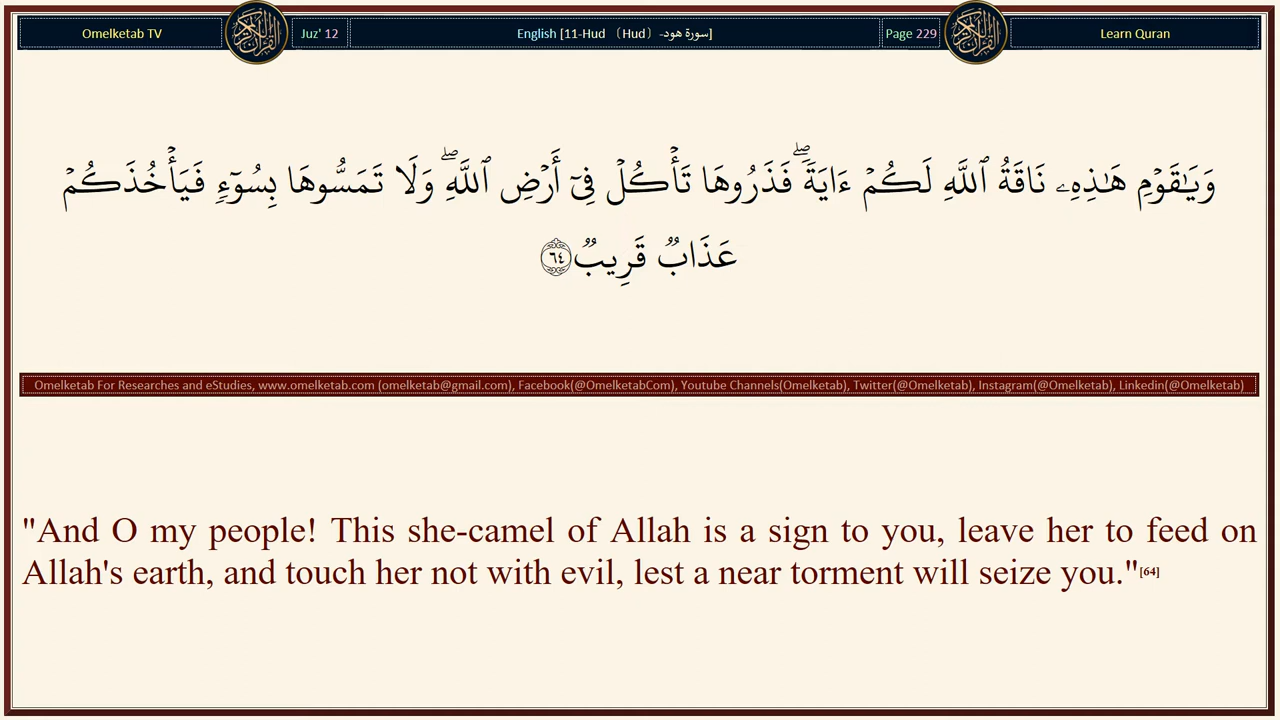 Omelketab TV
Juz' 12
English [11-Hud (Hud) -سورة هود]
Page 229
Learn Quran
وَيَـٰقَوۡمِ هَـٰذِهِۦ نَاقَةُ ٱللَّهِ لَكُمۡ ءَايَةٗۖ فَذَرُوهَا تَأۡكُلۡ فِيٓ أَرۡضِ ٱللَّهِۖ وَلَا تَمَسُّوهَا بِسُوٓءٖ فَيَأۡخُذَكُمۡ
عَذَابٞ قَرِيبٞ ٦٤
Omelketab For Researches and eStudies, www.omelketab.com (omelketab@gmail.com), Facebook(@OmelketabCom), Youtube Channels(Omelketab), Twitter(@Omelketab), Instagram(@Omelketab), Linkedin(@Omelketab)
"And O my people! This she-camel of Allah is a sign to you, leave her to feed on
Allah's earth, and touch her not with evil, lest a near torment will seize you."[64]